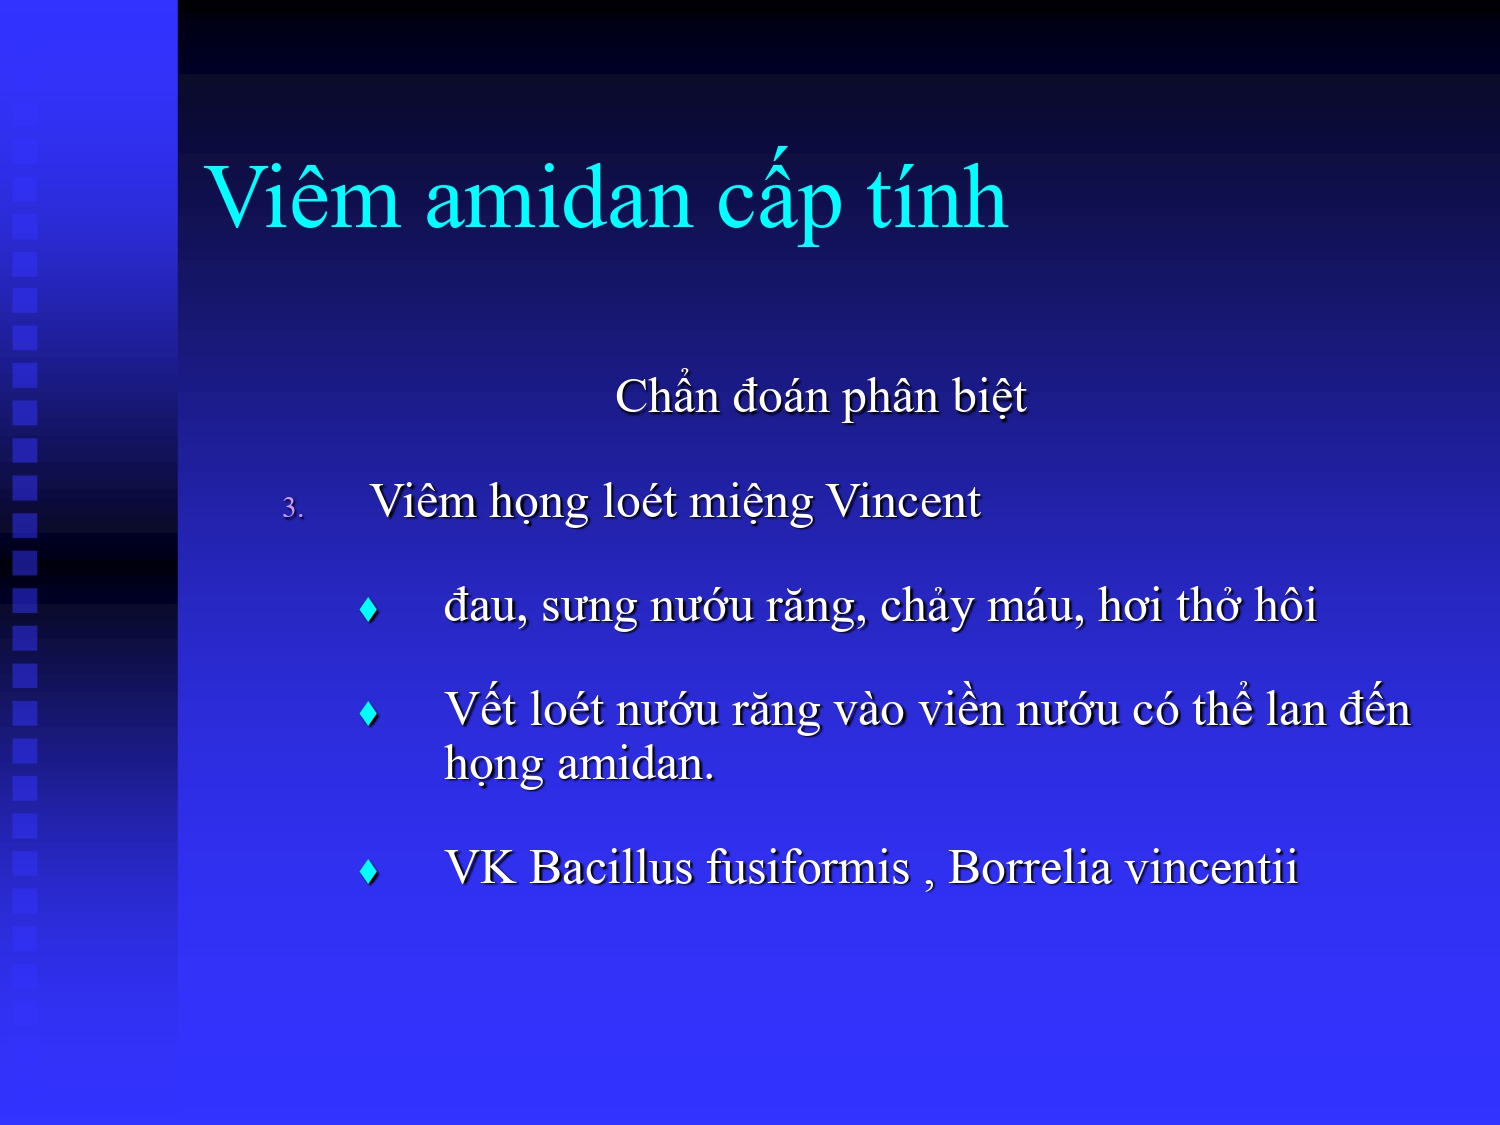 Viêm amidan cấp tính
Chẩn đoán phân biệt
3. Viêm họng loét miệng Vincent
♦ đau, sưng nướu răng, chảy máu, hơi thở hôi
♦ Vết loét nướu răng vào viền nướu có thể lan đến
họng amidan.
♦ VK Bacillus fusiformis , Borrelia vincentii